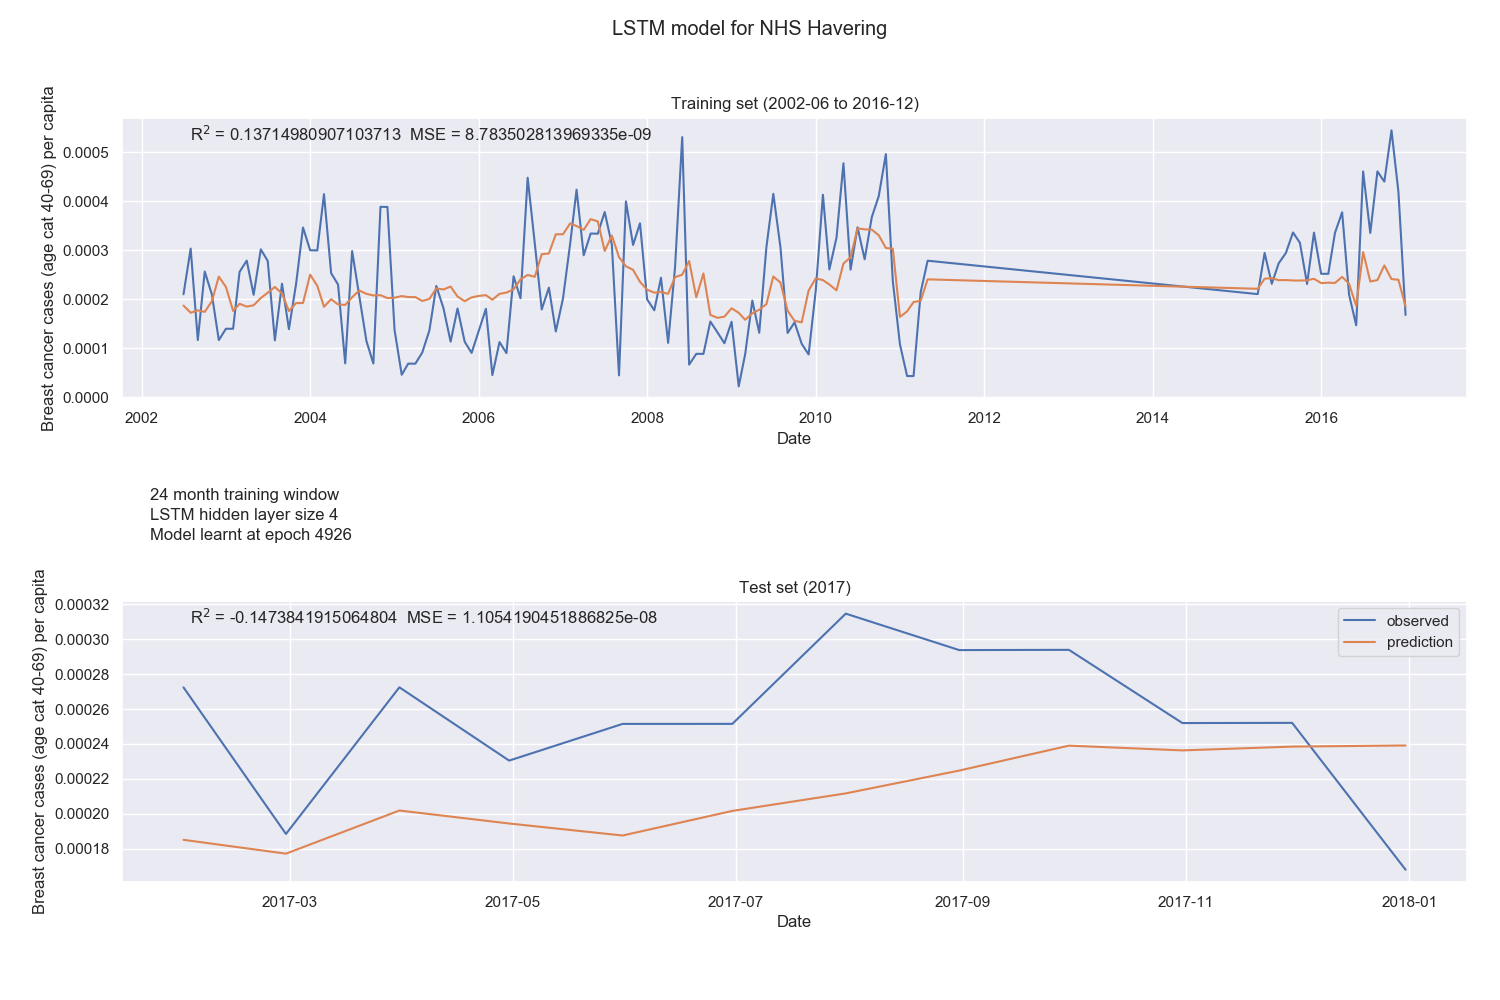 LSTM model for NHS Havering
Training set (2002-06 to 2016-12)
R² = 0.13714980907103713 MSE = 8.783502813969335e-09
Breast cancer cases (age cat 40-69) per capita
0.0005
0.0004
0.0003
0.0002
0.0001
0.0000
2002 2004 2006 2008 2010 2012 2014 2016
Date
24 month training window
LSTM hidden layer size 4
Model learnt at epoch 4926
Test set (2017)
R² = -0.1473841915064804 MSE = 1.1054190451886825e-08
observed
prediction
Breast cancer cases (age cat 40-69) per capita
0.00032
0.00030
0.00028
0.00026
0.00024
0.00022
0.00020
0.00018
2017-03 2017-05 2017-07 2017-09 2017-11 2018-01
Date